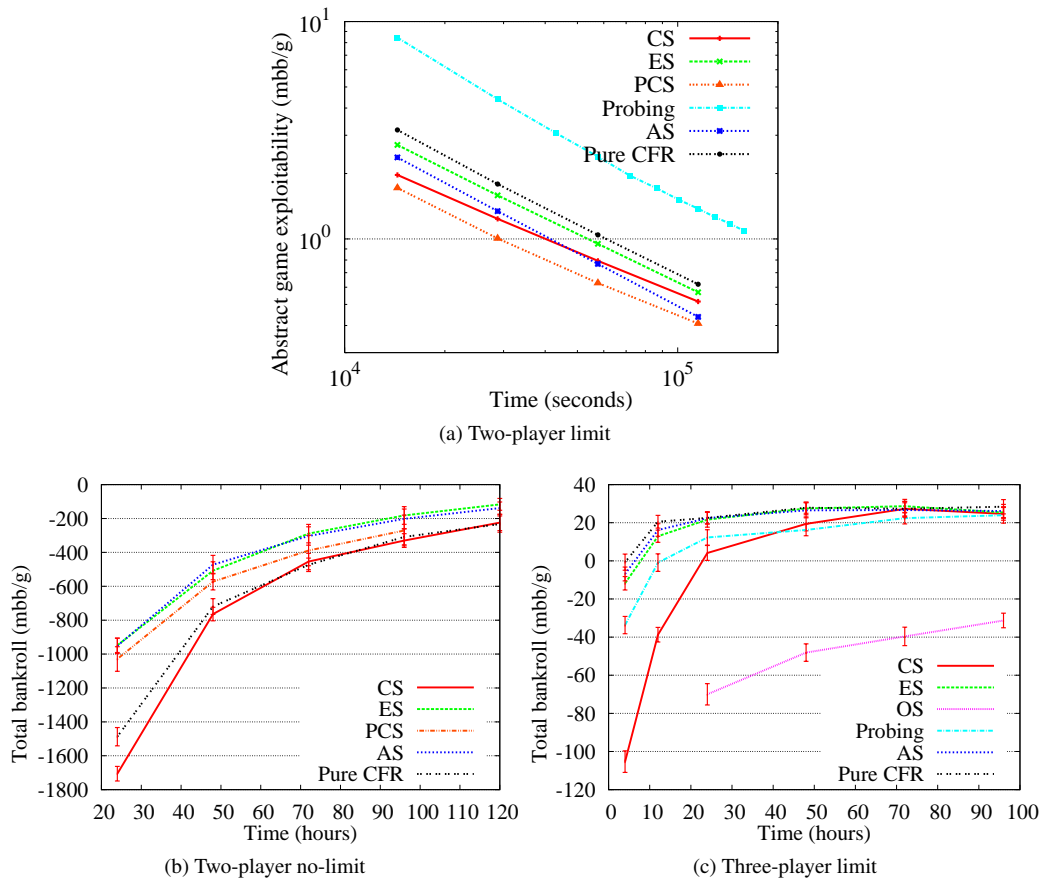 10^1
10^0
Abstract game exploitability (mbb/g)
CS
ES
PCS
Probing
AS
Pure CFR
10^4 10^5
Time (seconds)
(a) Two-player limit
0
-200
-400
-600
-800
-1000
-1200
-1400
-1600
-1800
Total bankroll (mbb/g)
CS
ES
PCS
AS
Pure CFR
20 30 40 50 60 70 80 90 100 110 120
Time (hours)
(b) Two-player no-limit
40
20
0
-20
-40
-60
-80
-100
-120
Total bankroll (mbb/g)
CS
ES
OS
Probing
AS
Pure CFR
0 10 20 30 40 50 60 70 80 90 100
Time (hours)
(c) Three-player limit